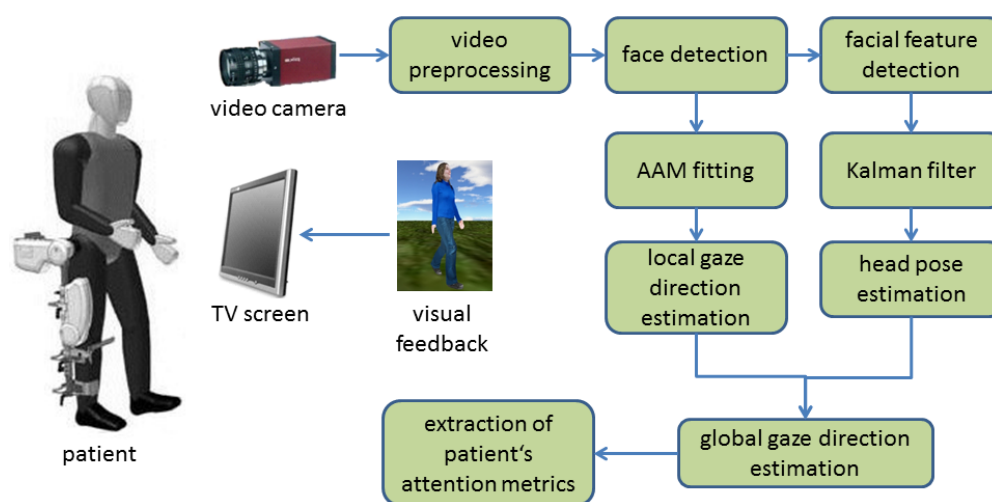 video
preprocessing
face detection
facial feature
detection
video camera
AAM fitting
Kalman filter
local gaze
direction
estimation
head pose
estimation
TV screen
visual
feedback
extraction of
patient's
attention metrics
global gaze direction
estimation
patient